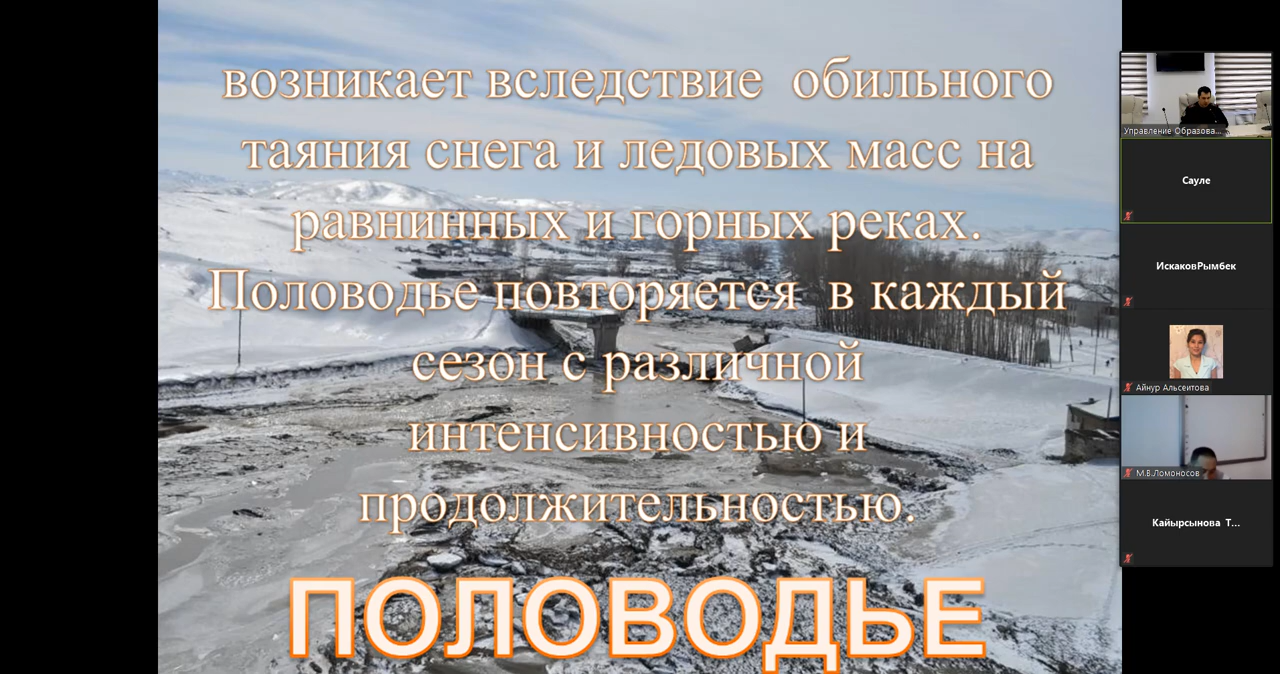 возникает вследствие обильного
таяния снега и ледовых масс на
равнинных и горных реках.
Половодье повторяется в каждый
сезон с различной
интенсивностью и
продолжительностью.
ПОЛОВОДЬЕ
Управление Образова...
Сауле
ИскаковРымбек
Айнур Альсеитова
М.В.Ломоносов
Кайырсынова Т...